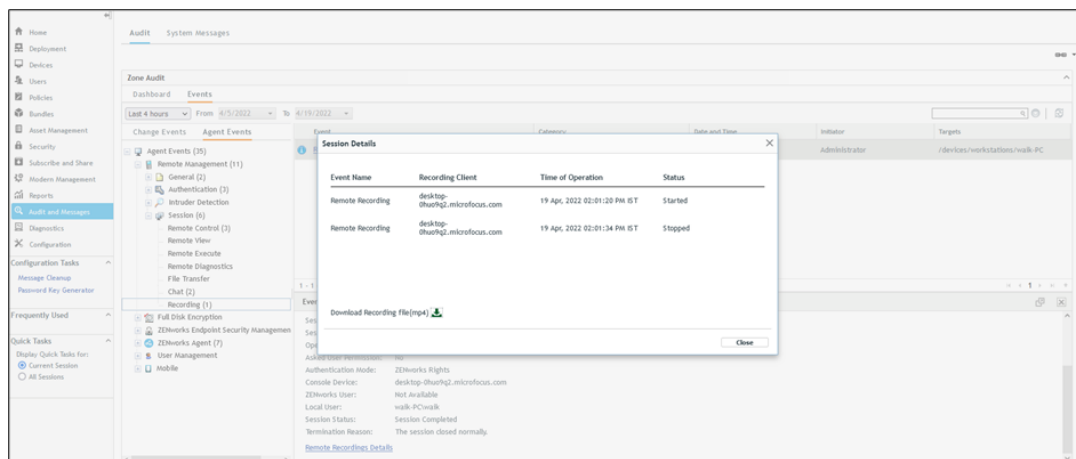 Home
Deployment
Devices
Users
Policies
Bundles
Asset Management
Security
Subscribe and Share
Modern Management
Reports
Audit and Messages
Diagnostics
Configuration
Configuration Tasks
Message Cleanup
Password Key Generator
Frequently Used
Quick Tasks
Display Quick Tasks for:
Current Session
All Sessions
Audit System Messages
Zone Audit
Dashboard Events
Last 4 hours From 4/5/2022 To 4/19/2022
Change Events Agent Events
Agent Events (35)
Remote Management (11)
General (2)
Authentication (3)
Intruder Detection
Session (6)
Remote Control (3)
Remote View
Remote Execute
Remote Diagnostics
File Transfer
Chat (2)
Recording (1)
Full Disk Encryption
ZENworks Endpoint Security Managemen
ZENworks Agent (7)
User Management
Mobile
Event Category Date and Time Initiator Targets
Administrator /devices/workstations/walk-PC
Session Details
Event Name Recording Client Time of Operation Status
Remote Recording desktop-0huo9q2.microfocus.com 19 Apr, 2022 02:01:20 PM IST Started
Remote Recording desktop-0huo9q2.microfocus.com 19 Apr, 2022 02:01:34 PM IST Stopped
Download Recording File(mp4)
Close
1 - 1
1
Even
Ses
Ses
Ope
Asked User Permission: No
Authentication Mode: ZENworks Rights
Console Device: desktop-0huo9q2.microfocus.com
ZENworks User: Not Available
Local User: walk-PC\walk
Session Status: Session Completed
Termination Reason: The session closed normally.
Remote Recordings Details